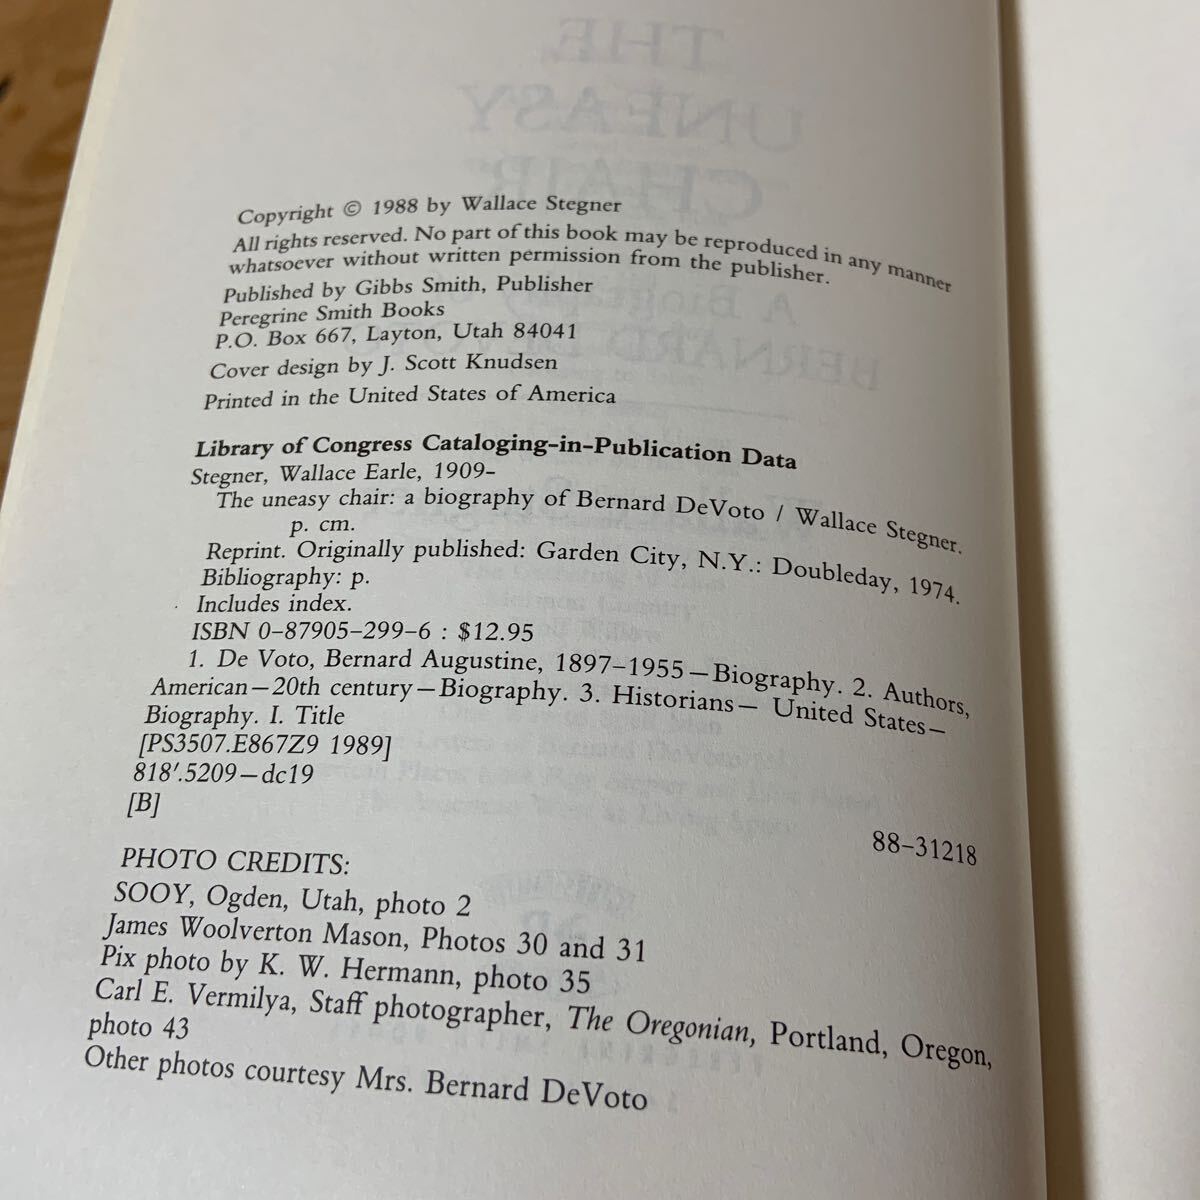 Copyright © 1988 by Wallace Stegner
All rights reserved. No part of this book may be reproduced in any manner
whatsoever without written permission from the publisher.
Published by Gibbs Smith, Publisher
Peregrine Smith Books
P.O. Box 667, Layton, Utah 84041
Cover design by J. Scott Knudsen
Printed in the United States of America
Library of Congress Cataloging-in-Publication Data
Stegner, Wallace Earle, 1909-
The uneasy chair: a biography of Bernard DeVoto / Wallace Stegner.
p. cm.
Reprint. Originally published: Garden City, N.Y.: Doubleday, 1974.
Bibliography: p.
Includes index.
ISBN 0-87905-299-6 : $12.95
1. De Voto, Bernard Augustine, 1897-1955—Biography. 2. Authors,
American—20th century—Biography. 3. Historians— United States—
Biography. I. Title
[PS3507.E867Z9 1989]
818'.5209—dc19
[B]
88-31218
PHOTO CREDITS:
SOOY, Ogden, Utah, photo 2
James Woolverton Mason, Photos 30 and 31
Pix photo by K. W. Hermann, photo 35
Carl E. Vermilya, Staff photographer, The Oregonian, Portland, Oregon,
photo 43
Other photos courtesy Mrs. Bernard DeVoto